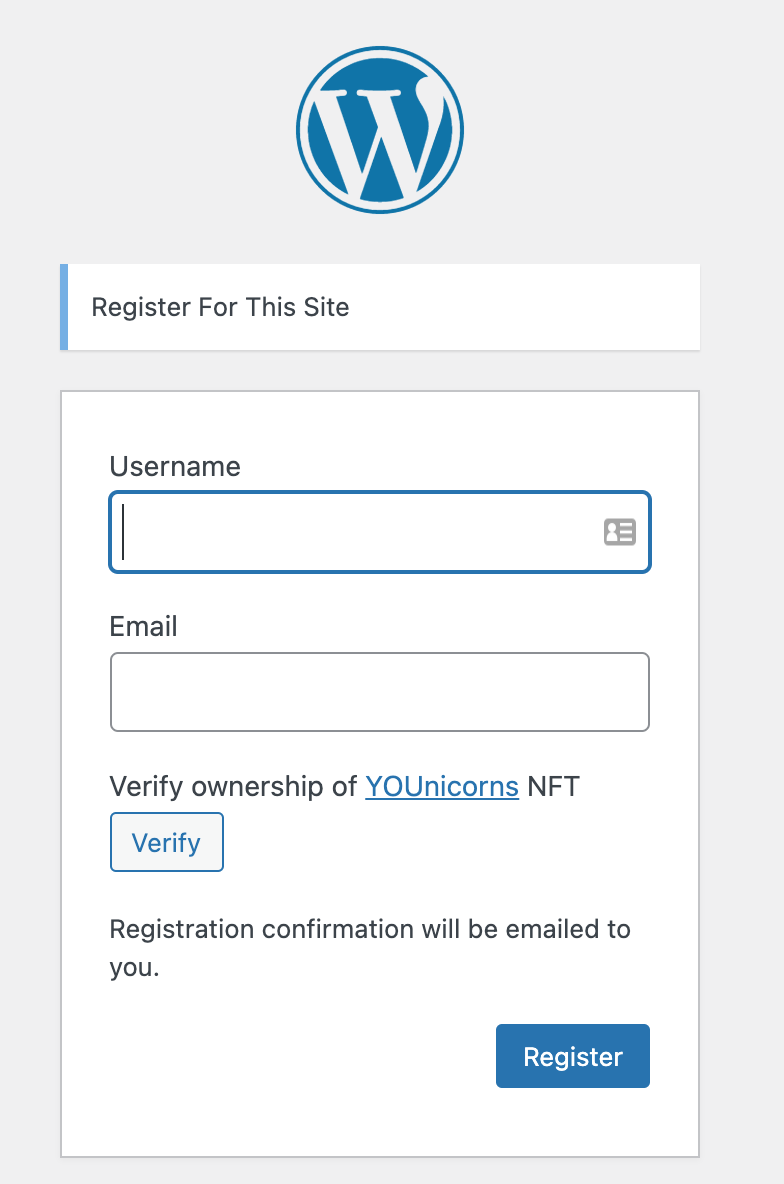 Register For This Site
Username
Email
Verify ownership of YOUnicorns NFT
Verify
Registration confirmation will be emailed to
you.
Register